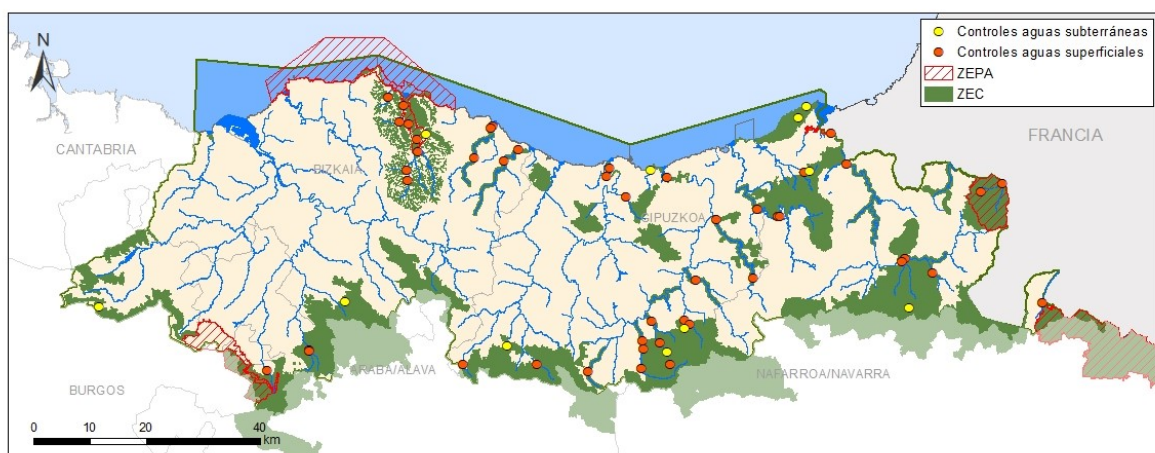 N
Controles aguas subterráneas
Controles aguas superficiales
ZEPA
ZEC
FRANCIA
CANTABRIA
BIZKAIA
GIPUZKOA
ARABA/ALAVA
NAFARROA/NAVARRA
BURGOS
0 10 20 40
km